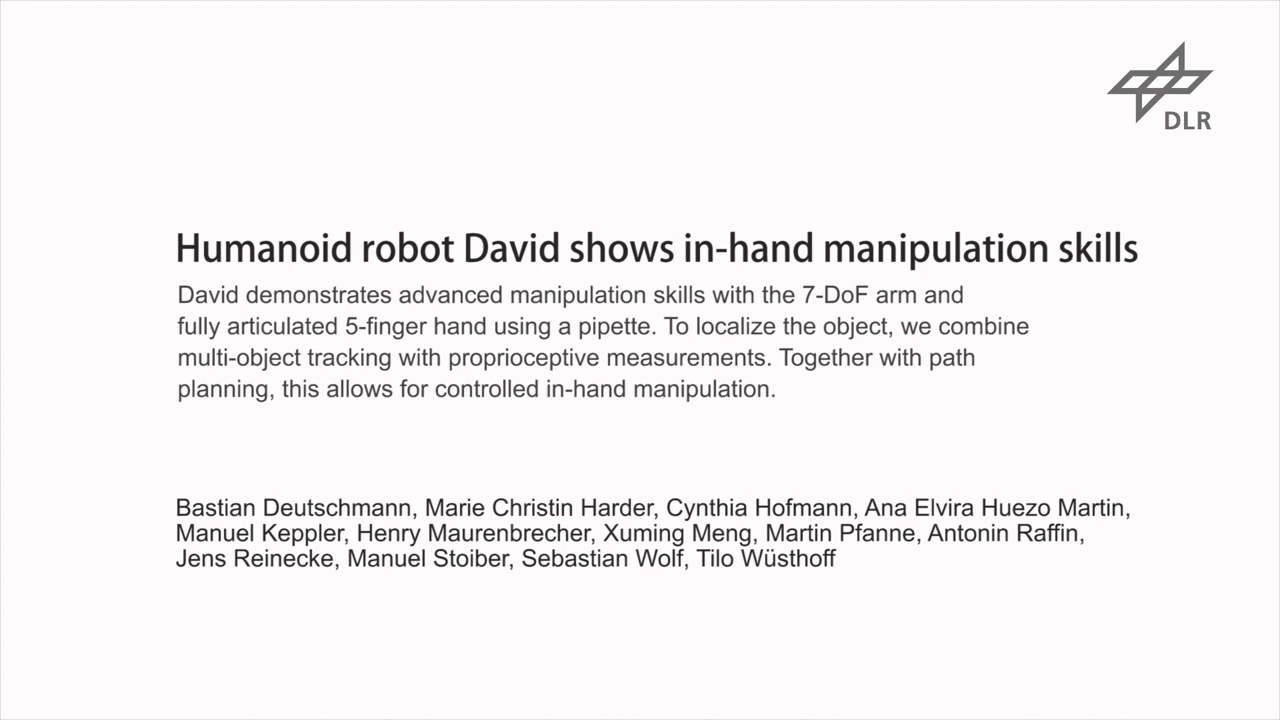 DLR
Humanoid robot David shows in-hand manipulation skills
David demonstrates advanced manipulation skills with the 7-DoF arm and
fully articulated 5-finger hand using a pipette. To localize the object, we combine
multi-object tracking with proprioceptive measurements. Together with path
planning, this allows for controlled in-hand manipulation.
Bastian Deutschmann, Marie Christin Harder, Cynthia Hofmann, Ana Elvira Huezo Martin,
Manuel Keppler, Henry Maurenbrecher, Xuming Meng, Martin Pfanne, Antonin Raffin,
Jens Reinecke, Manuel Stoiber, Sebastian Wolf, Tilo Wüsthoff